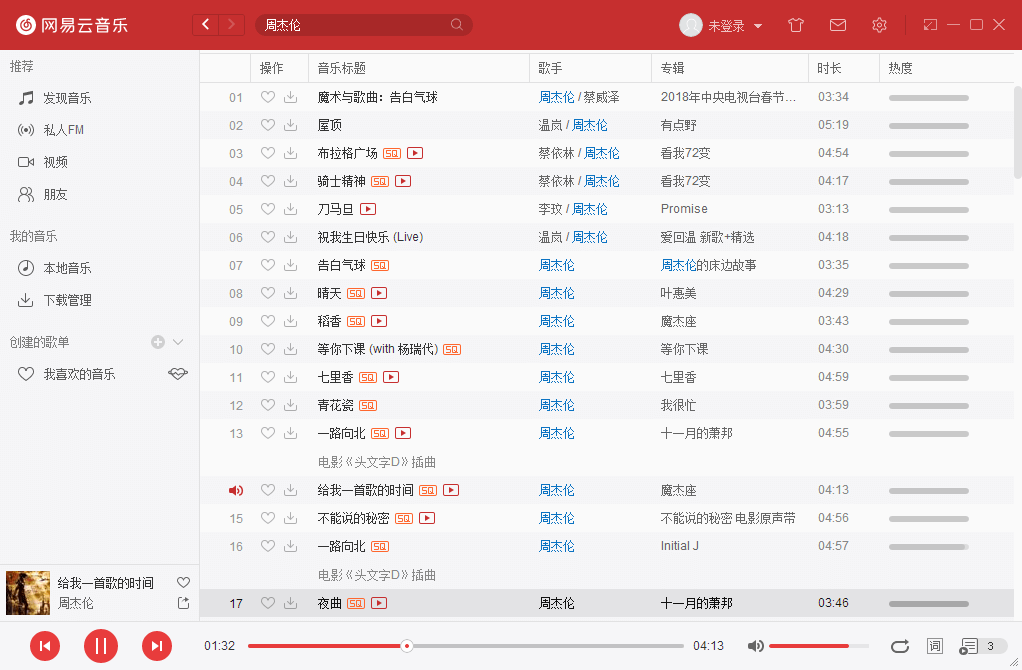 网易云音乐 周杰伦 未登录
推荐
发现音乐
私人FM
视频
朋友
我的音乐
本地音乐
下载管理
创建的歌单
我喜欢的音乐
操作 音乐标题 歌手 专辑 时长 热度
01 魔术与歌曲：告白气球 周杰伦 / 蔡威泽 2018年中央电视台春节... 03:34
02 屋顶 温岚 / 周杰伦 有点野 05:19
03 布拉格广场 SQ 蔡依林 / 周杰伦 看我72变 04:54
04 骑士精神 SQ 蔡依林 / 周杰伦 看我72变 04:17
05 刀马旦 李玟 / 周杰伦 Promise 03:13
06 祝我生日快乐 (Live) 温岚 / 周杰伦 爱回温 新歌+精选 04:18
07 告白气球 SQ 周杰伦 周杰伦的床边故事 03:35
08 晴天 SQ 周杰伦 叶惠美 04:29
09 稻香 SQ 周杰伦 魔杰座 03:43
10 等你下课 (with 杨瑞代) SQ 周杰伦 等你下课 04:30
11 七里香 SQ 周杰伦 七里香 04:59
12 青花瓷 SQ 周杰伦 我很忙 03:59
13 一路向北 SQ 周杰伦 十一月的萧邦 04:55
电影《头文字D》插曲
给我一首歌的时间 SQ 周杰伦 魔杰座 04:13
15 不能说的秘密 SQ 周杰伦 不能说的秘密 电影原声带 04:56
16 一路向北 SQ 周杰伦 Initial J 04:57
电影《头文字D》插曲
17 夜曲 SQ 周杰伦 十一月的萧邦 03:46
给我一首歌的时间
周杰伦
01:32 04:13 词 3